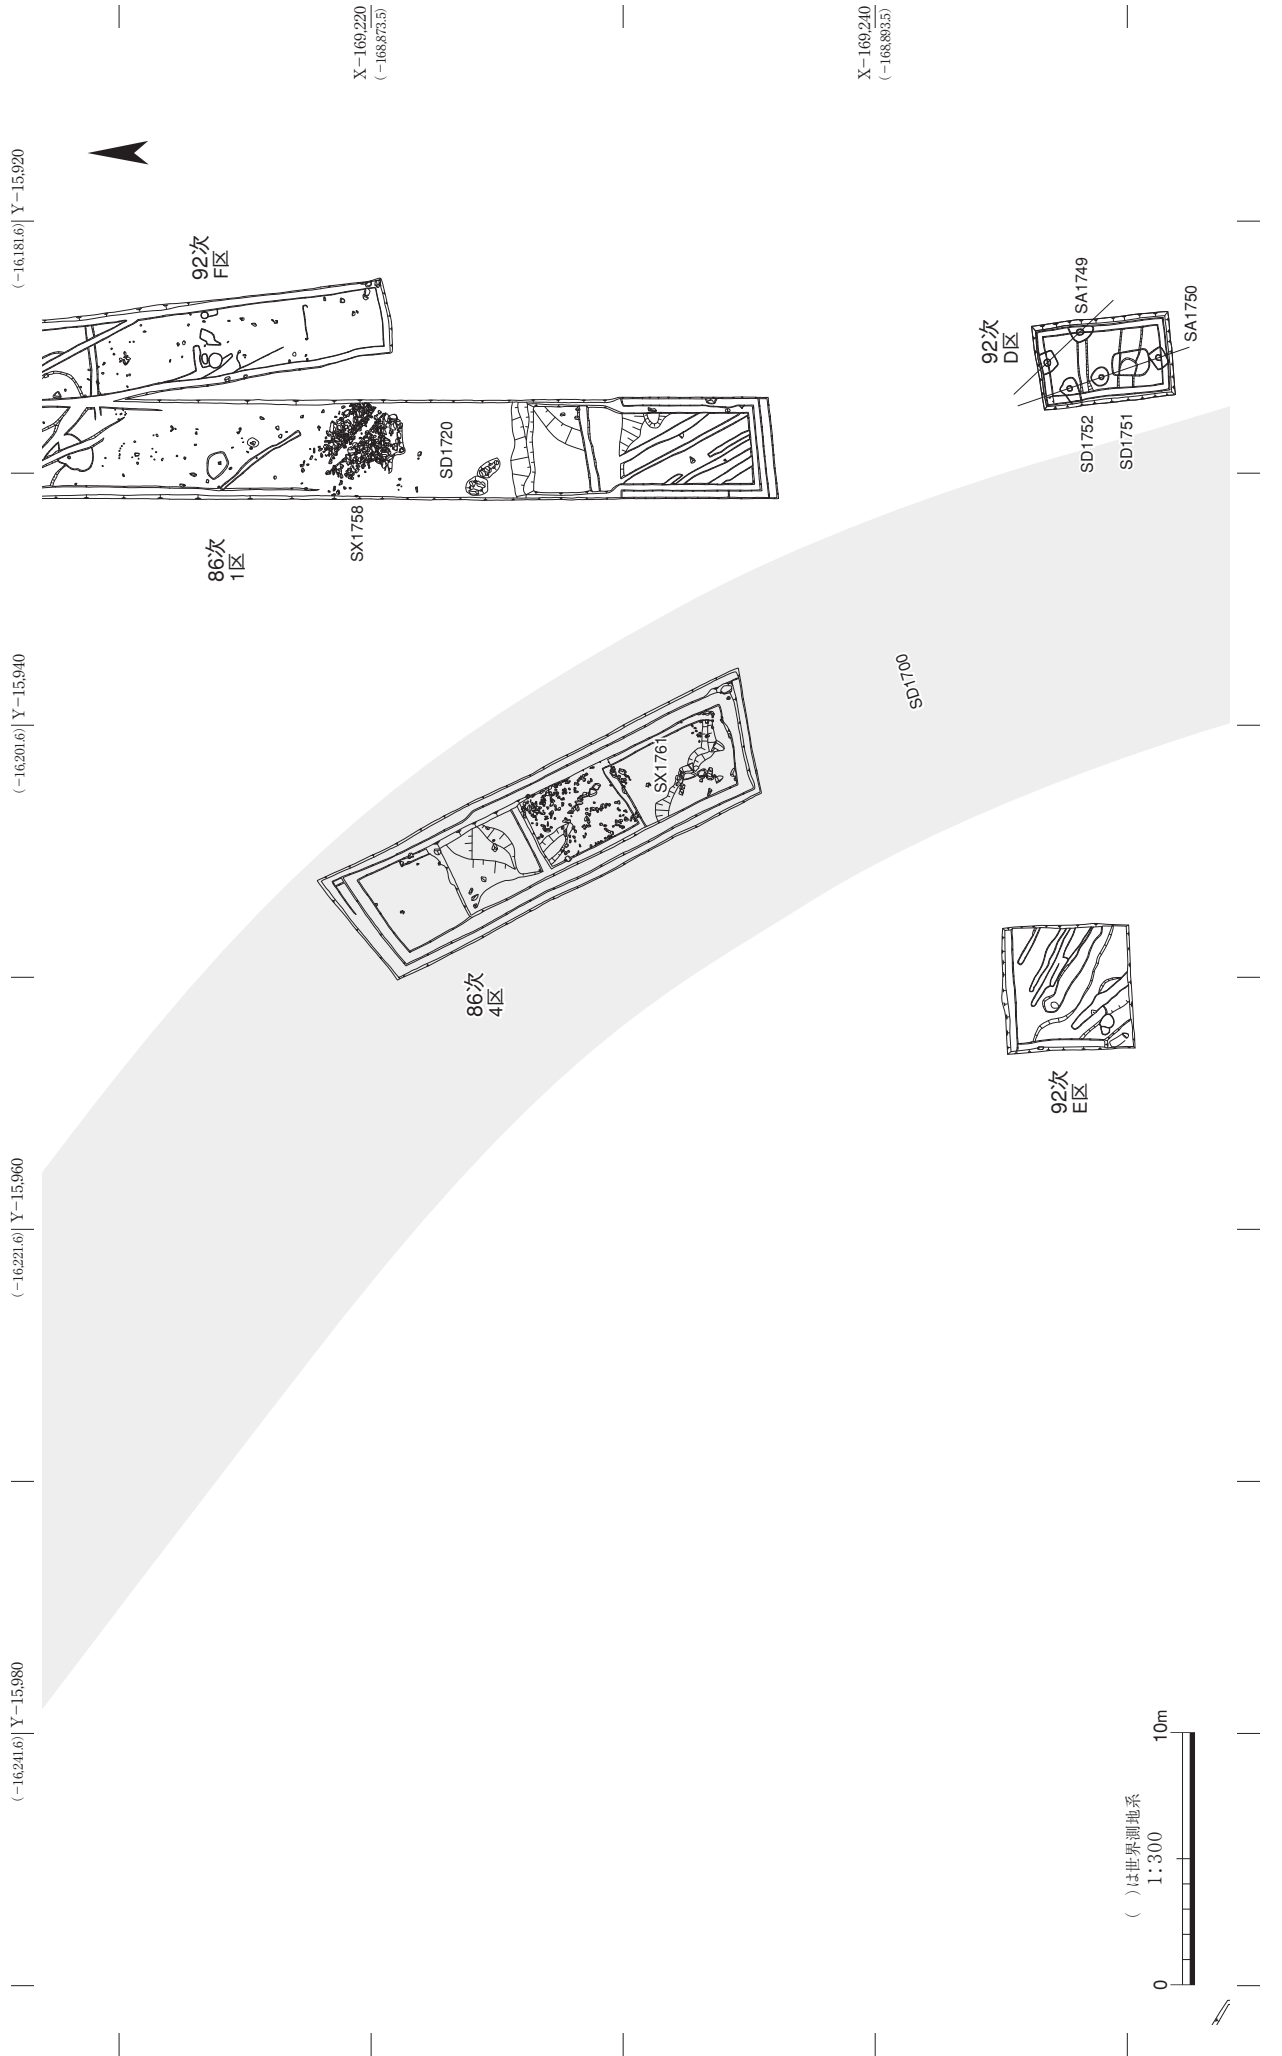 X−169,220
(−168,873.5)
X−169,240
(−168,893.5)
Y−15,920
(−16,181.6)
Y−15,940
(−16,201.6)
Y−15,960
(−16,221.6)
Y−15,980
(−16,241.6)
92次
F区
86次
1区
SX1758
SD1720
92次
D区
SA1749
SA1750
SD1752
SD1751
SD1700
SX1761
86次
4区
92次
E区
(　)は世界測地系
1：300
0
10m